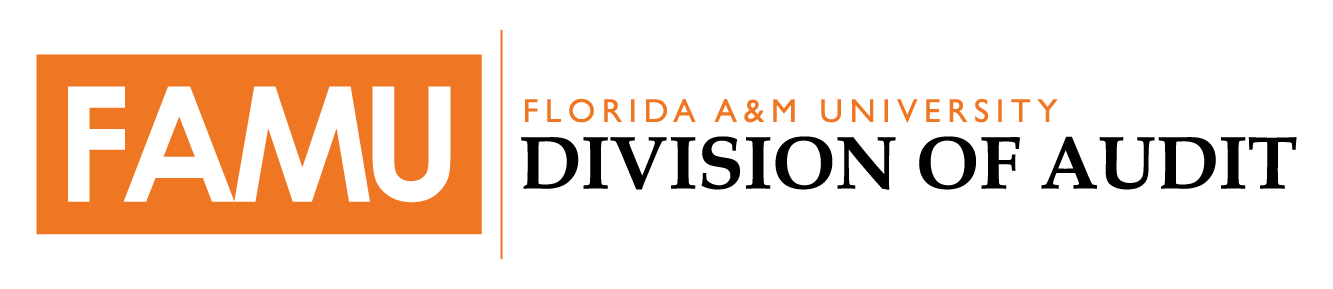 FAMU
FLORIDA A&M UNIVERSITY
DIVISION OF AUDIT